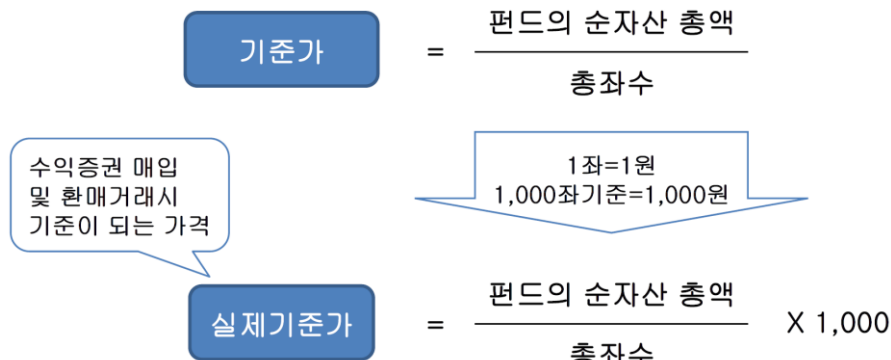 기준가
=
펀드의 순자산 총액
총좌수
수익증권 매입
및 환매거래시
기준이 되는 가격
1좌=1원
1,000좌기준=1,000원
실제기준가
=
펀드의 순자산 총액
총좌수
X 1,000